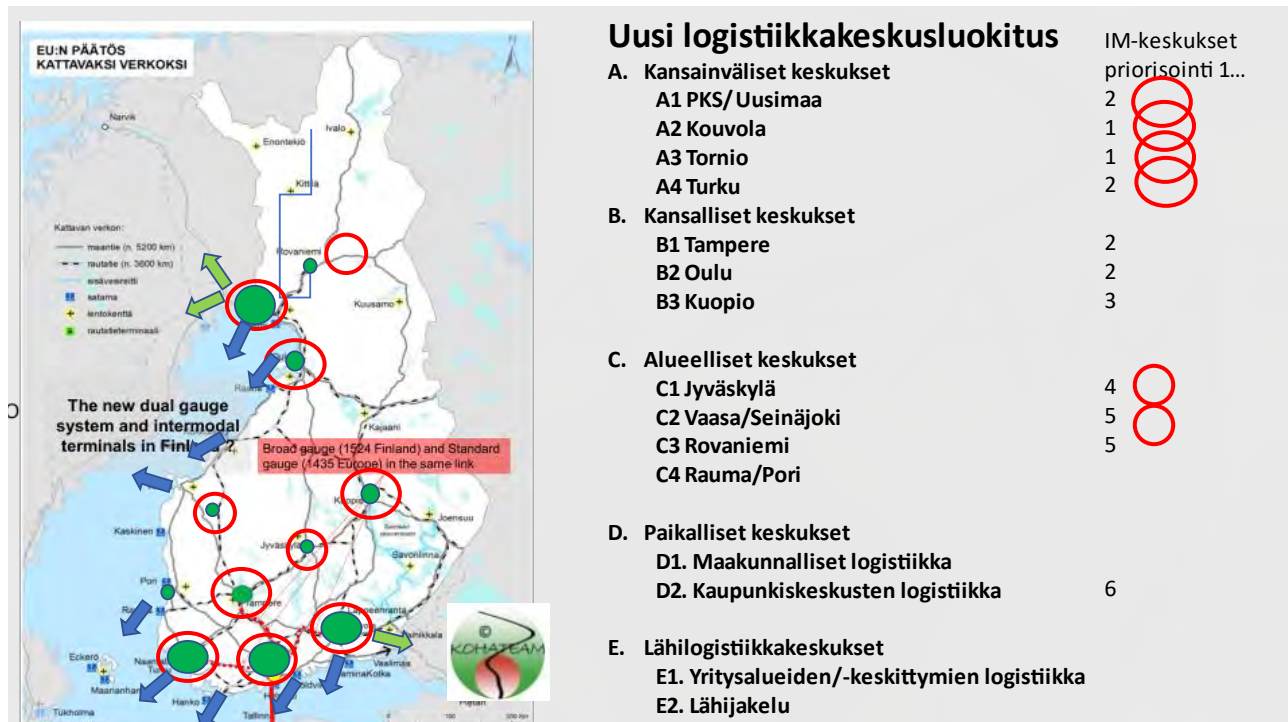 EU:N PÄÄTÖS
KATTAVAKSI VERKOKSI
N
Narvik
Ivalo
Enontekiö
Kittilä
Kattavan verkon:
maantie (n. 5200 km)
rautatie (n. 3600 km)
sisävesireitti
satama
lentokenttä
rautatieterminaali
Rovaniemi
Kuusamo
The new dual gauge
system and intermodal
terminals in
Kajaani
Broad gauge (1524 Finland) and Standard
gauge (1435 Europe) in the same link
Joensuu
Kaskinen
Savonlinna
Pori
Lappeenranta
Vaalimaa
Eckerö
Hanko
Tukholma
© KOHATEAM
Uusi logistiikkakeskusluokitus
IM-keskukset
priorisointi 1...
A. Kansainväliset keskukset
A1 PKS/ Uusimaa 2
A2 Kouvola 1
A3 Tornio 1
A4 Turku 2
B. Kansalliset keskukset
B1 Tampere 2
B2 Oulu 2
B3 Kuopio 3
C. Alueelliset keskukset
C1 Jyväskylä 4
C2 Vaasa/Seinäjoki 5
C3 Rovaniemi 5
C4 Rauma/Pori
D. Paikalliset keskukset
D1. Maakunnalliset logistiikka
D2. Kaupunkiskeskusten logistiikka 6
E. Lähilogistiikkakeskukset
E1. Yritysalueiden/-keskittymien logistiikka
E2. Lähijakelu